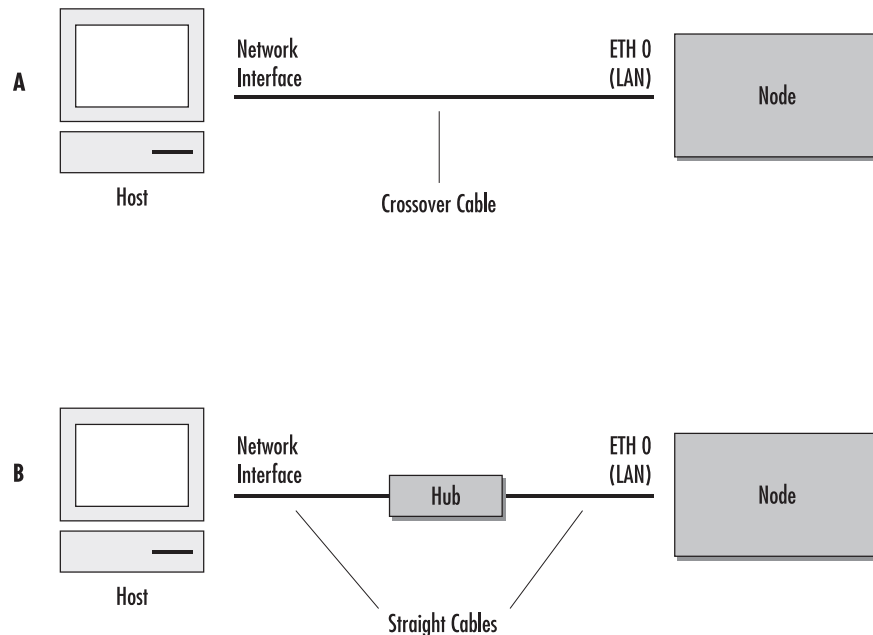 A
Network
Interface
ETH 0
(LAN)
Node
Host
Crossover Cable
B
Network
Interface
Hub
ETH 0
(LAN)
Node
Host
Straight Cables